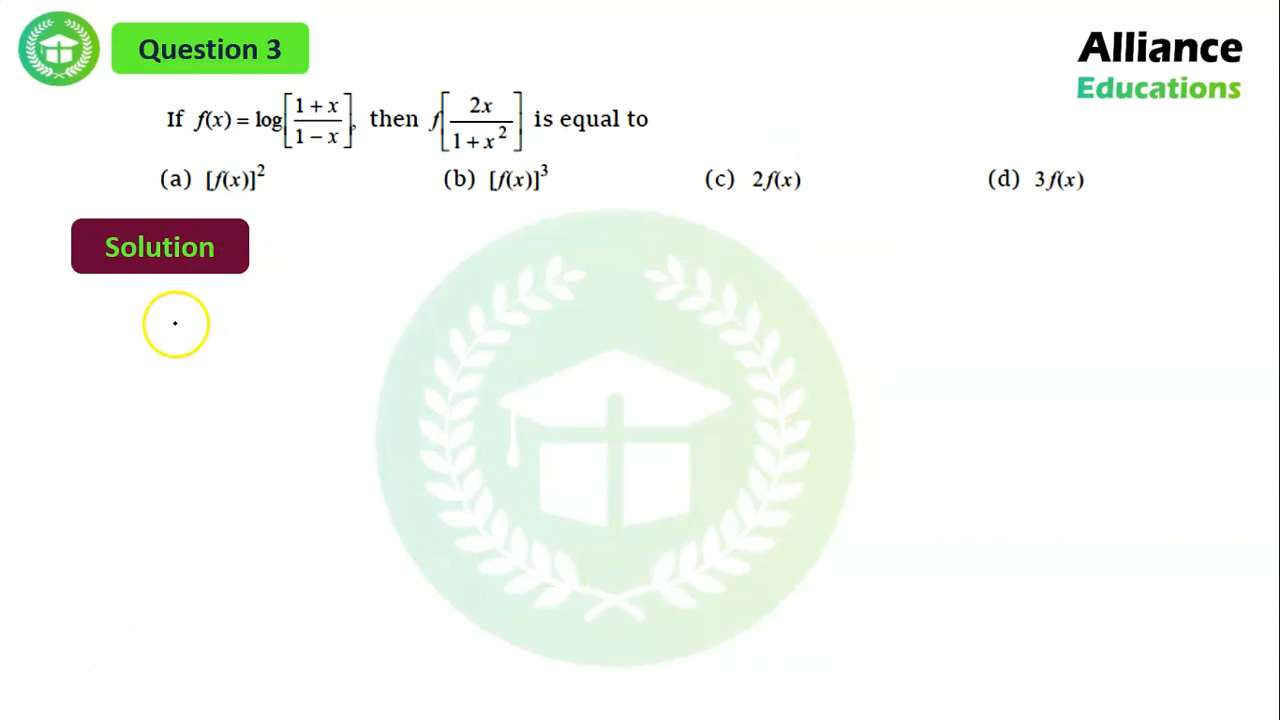 Question 3
Alliance
Educations
If f(x) = log[(1 + x)/(1 − x)], then f[2x/(1 + x²)] is equal to
(a) [f(x)]² (b) [f(x)]³ (c) 2f(x) (d) 3f(x)
Solution